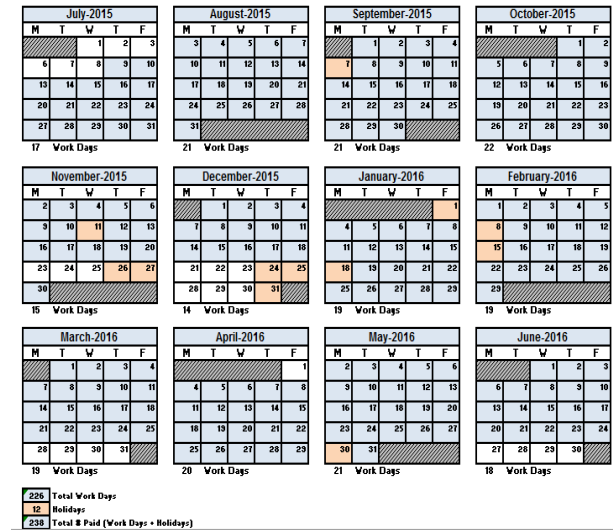 July-2015 August-2015 September-2015 October-2015
M T W F M T W F M T W F M T W F
1 2 3 3 4 5 6 7 1 2 3 4 1 2
6 7 8 9 10 10 11 12 13 14 7 8 9 10 11 5 6 7 8 9
13 14 15 16 17 17 18 19 20 21 14 15 16 17 18 12 13 14 15 16
20 21 22 23 24 24 25 26 27 28 21 22 23 24 25 19 20 21 22 23
27 28 29 30 31 31 28 29 30 26 27 28 29 30
17 Work Days 21 Work Days 21 Work Days 22 Work Days
November-2015 December-2015 January-2016 February-2016
M T W F M T W F M T W F M T W F
2 3 4 5 6 1 2 3 4 1 1 2 3 4 5
9 10 11 12 13 7 8 9 10 11 4 5 6 7 8 8 9 10 11 12
16 17 18 19 20 14 15 16 17 18 11 12 13 14 15 15 16 17 18 19
23 24 25 26 27 21 22 23 24 25 18 19 20 21 22 22 23 24 25 26
30 28 29 30 31 25 26 27 28 29 29
15 Work Days 14 Work Days 19 Work Days 19 Work Days
March-2016 April-2016 May-2016 June-2016
M T W F M T W F M T W F M T W F
1 2 3 4 1 2 3 4 5 6 1 2 3
7 8 9 10 11 4 5 6 7 8 9 10 11 12 13 6 7 8 9 10
14 15 16 17 18 11 12 13 14 15 16 17 18 19 20 13 14 15 16 17
21 22 23 24 25 18 19 20 21 22 23 24 25 26 27 20 21 22 23 24
28 29 30 31 25 26 27 28 29 30 31 27 28 29 30
19 Work Days 20 Work Days 21 Work Days 18 Work Days
226 Total Work Days
12 Holidays
238 Total # Paid (Work Days + Holidays)